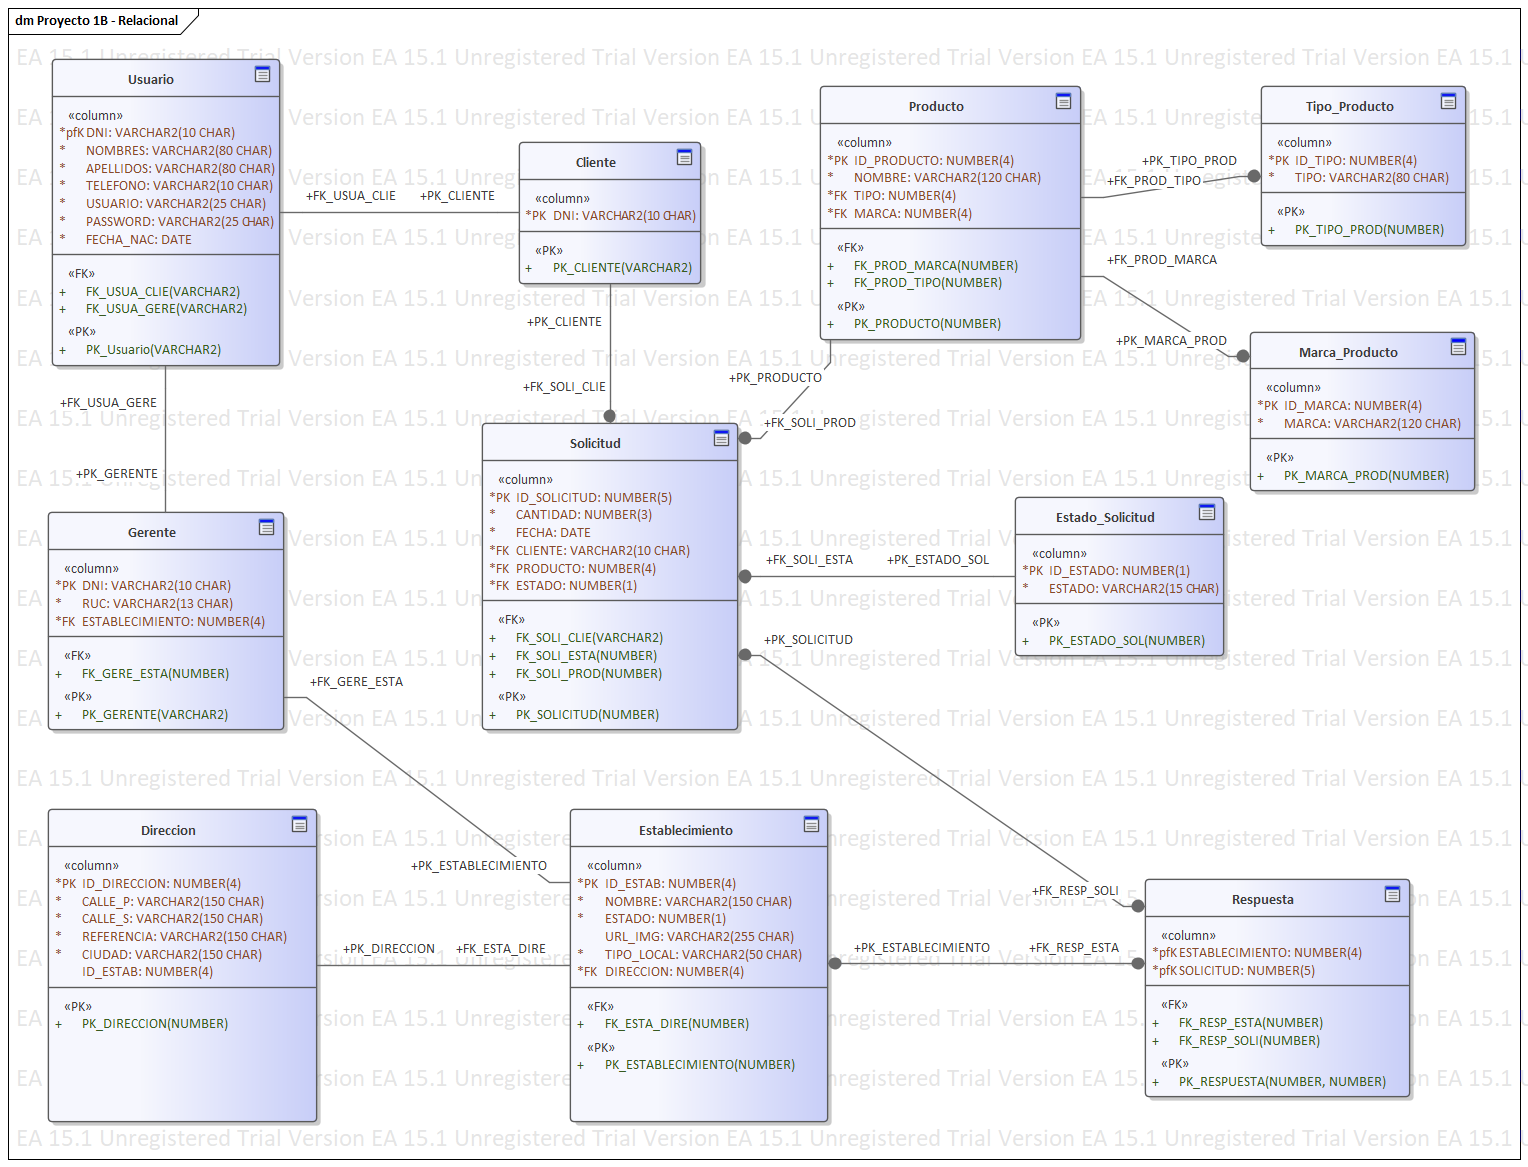 dm Proyecto 1B - Relacional
Usuario
«column»
*pfK DNI: VARCHAR2(10 CHAR)
* NOMBRES: VARCHAR2(80 CHAR)
* APELLIDOS: VARCHAR2(80 CHAR)
* TELEFONO: VARCHAR2(10 CHAR)
* USUARIO: VARCHAR2(25 CHAR)
* PASSWORD: VARCHAR2(25 CHAR)
* FECHA_NAC: DATE
«FK»
+ FK_USUA_CLIE(VARCHAR2)
+ FK_USUA_GERE(VARCHAR2)
«PK»
+ PK_Usuario(VARCHAR2)
+FK_USUA_CLIE
+PK_CLIENTE
Cliente
«column»
*PK DNI: VARCHAR2(10 CHAR)
«PK»
+ PK_CLIENTE(VARCHAR2)
Producto
«column»
*PK ID_PRODUCTO: NUMBER(4)
* NOMBRE: VARCHAR2(120 CHAR)
*FK TIPO: NUMBER(4)
*FK MARCA: NUMBER(4)
«FK»
+ FK_PROD_MARCA(NUMBER)
+ FK_PROD_TIPO(NUMBER)
«PK»
+ PK_PRODUCTO(NUMBER)
+PK_TIPO_PROD
+FK_PROD_TIPO
Tipo_Producto
«column»
*PK ID_TIPO: NUMBER(4)
* TIPO: VARCHAR2(80 CHAR)
«PK»
+ PK_TIPO_PROD(NUMBER)
+FK_PROD_MARCA
+PK_MARCA_PROD
Marca_Producto
«column»
*PK ID_MARCA: NUMBER(4)
* MARCA: VARCHAR2(120 CHAR)
«PK»
+ PK_MARCA_PROD(NUMBER)
+PK_CLIENTE
+FK_SOLI_CLIE
+PK_PRODUCTO
+FK_SOLI_PROD
+FK_USUA_GERE
+PK_GERENTE
Solicitud
«column»
*PK ID_SOLICITUD: NUMBER(5)
* CANTIDAD: NUMBER(3)
* FECHA: DATE
*FK CLIENTE: VARCHAR2(10 CHAR)
*FK PRODUCTO: NUMBER(4)
*FK ESTADO: NUMBER(1)
«FK»
+ FK_SOLI_CLIE(VARCHAR2)
+ FK_SOLI_ESTA(NUMBER)
+ FK_SOLI_PROD(NUMBER)
«PK»
+ PK_SOLICITUD(NUMBER)
+FK_SOLI_ESTA
+PK_ESTADO_SOL
Estado_Solicitud
«column»
*PK ID_ESTADO: NUMBER(1)
* ESTADO: VARCHAR2(15 CHAR)
«PK»
+ PK_ESTADO_SOL(NUMBER)
Gerente
«column»
*PK DNI: VARCHAR2(10 CHAR)
* RUC: VARCHAR2(13 CHAR)
*FK ESTABLECIMIENTO: NUMBER(4)
«FK»
+ FK_GERE_ESTA(NUMBER)
«PK»
+ PK_GERENTE(VARCHAR2)
+FK_GERE_ESTA
+PK_ESTABLECIMIENTO
+PK_SOLICITUD
+FK_RESP_SOLI
Direccion
«column»
*PK ID_DIRECCION: NUMBER(4)
* CALLE_P: VARCHAR2(150 CHAR)
* CALLE_S: VARCHAR2(150 CHAR)
* REFERENCIA: VARCHAR2(150 CHAR)
* CIUDAD: VARCHAR2(150 CHAR)
ID_ESTAB: NUMBER(4)
«PK»
+ PK_DIRECCION(NUMBER)
+PK_DIRECCION
+FK_ESTA_DIRE
Establecimiento
«column»
*PK ID_ESTAB: NUMBER(4)
* NOMBRE: VARCHAR2(150 CHAR)
* ESTADO: NUMBER(1)
URL_IMG: VARCHAR2(255 CHAR)
* TIPO_LOCAL: VARCHAR2(50 CHAR)
*FK DIRECCION: NUMBER(4)
«FK»
+ FK_ESTA_DIRE(NUMBER)
«PK»
+ PK_ESTABLECIMIENTO(NUMBER)
+PK_ESTABLECIMIENTO
+FK_RESP_ESTA
Respuesta
«column»
*pfK ESTABLECIMIENTO: NUMBER(4)
*pfK SOLICITUD: NUMBER(5)
«FK»
+ FK_RESP_ESTA(NUMBER)
+ FK_RESP_SOLI(NUMBER)
«PK»
+ PK_RESPUESTA(NUMBER, NUMBER)
EA 15.1 Unregistered Trial Version